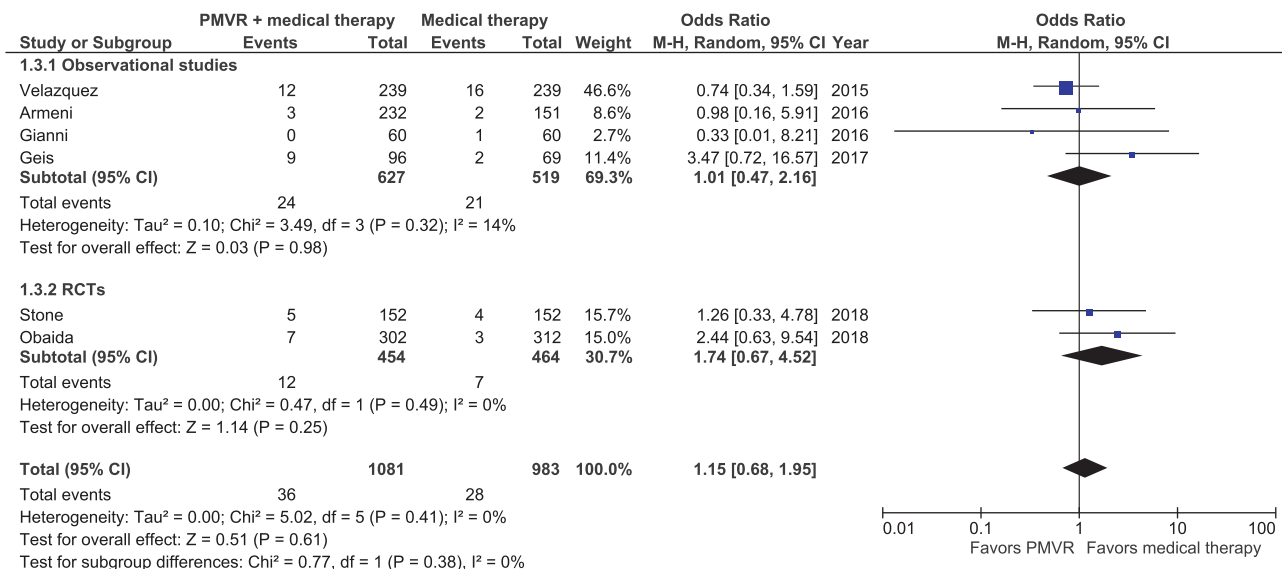 PMVR + medical therapy Medical therapy Odds Ratio Odds Ratio
Study or Subgroup Events Total Events Total Weight M-H, Random, 95% CI Year M-H, Random, 95% CI
1.3.1 Observational studies
Velazquez 12 239 16 239 46.6% 0.74 [0.34, 1.59] 2015
Armeni 3 232 2 151 8.6% 0.98 [0.16, 5.91] 2016
Gianni 0 60 1 60 2.7% 0.33 [0.01, 8.21] 2016
Geis 9 96 2 69 11.4% 3.47 [0.72, 16.57] 2017
Subtotal (95% CI) 627 519 69.3% 1.01 [0.47, 2.16]
Total events 24 21
Heterogeneity: Tau² = 0.10; Chi² = 3.49, df = 3 (P = 0.32); I² = 14%
Test for overall effect: Z = 0.03 (P = 0.98)
1.3.2 RCTs
Stone 5 152 4 152 15.7% 1.26 [0.33, 4.78] 2018
Obaida 7 302 3 312 15.0% 2.44 [0.63, 9.54] 2018
Subtotal (95% CI) 454 464 30.7% 1.74 [0.67, 4.52]
Total events 12 7
Heterogeneity: Tau² = 0.00; Chi² = 0.47, df = 1 (P = 0.49); I² = 0%
Test for overall effect: Z = 1.14 (P = 0.25)
Total (95% CI) 1081 983 100.0% 1.15 [0.68, 1.95]
Total events 36 28
Heterogeneity: Tau² = 0.00; Chi² = 5.02, df = 5 (P = 0.41); I² = 0%
Test for overall effect: Z = 0.51 (P = 0.61)
Test for subgroup differences: Chi² = 0.77, df = 1 (P = 0.38), I² = 0%
0.01 0.1 1 10 100
Favors PMVR Favors medical therapy